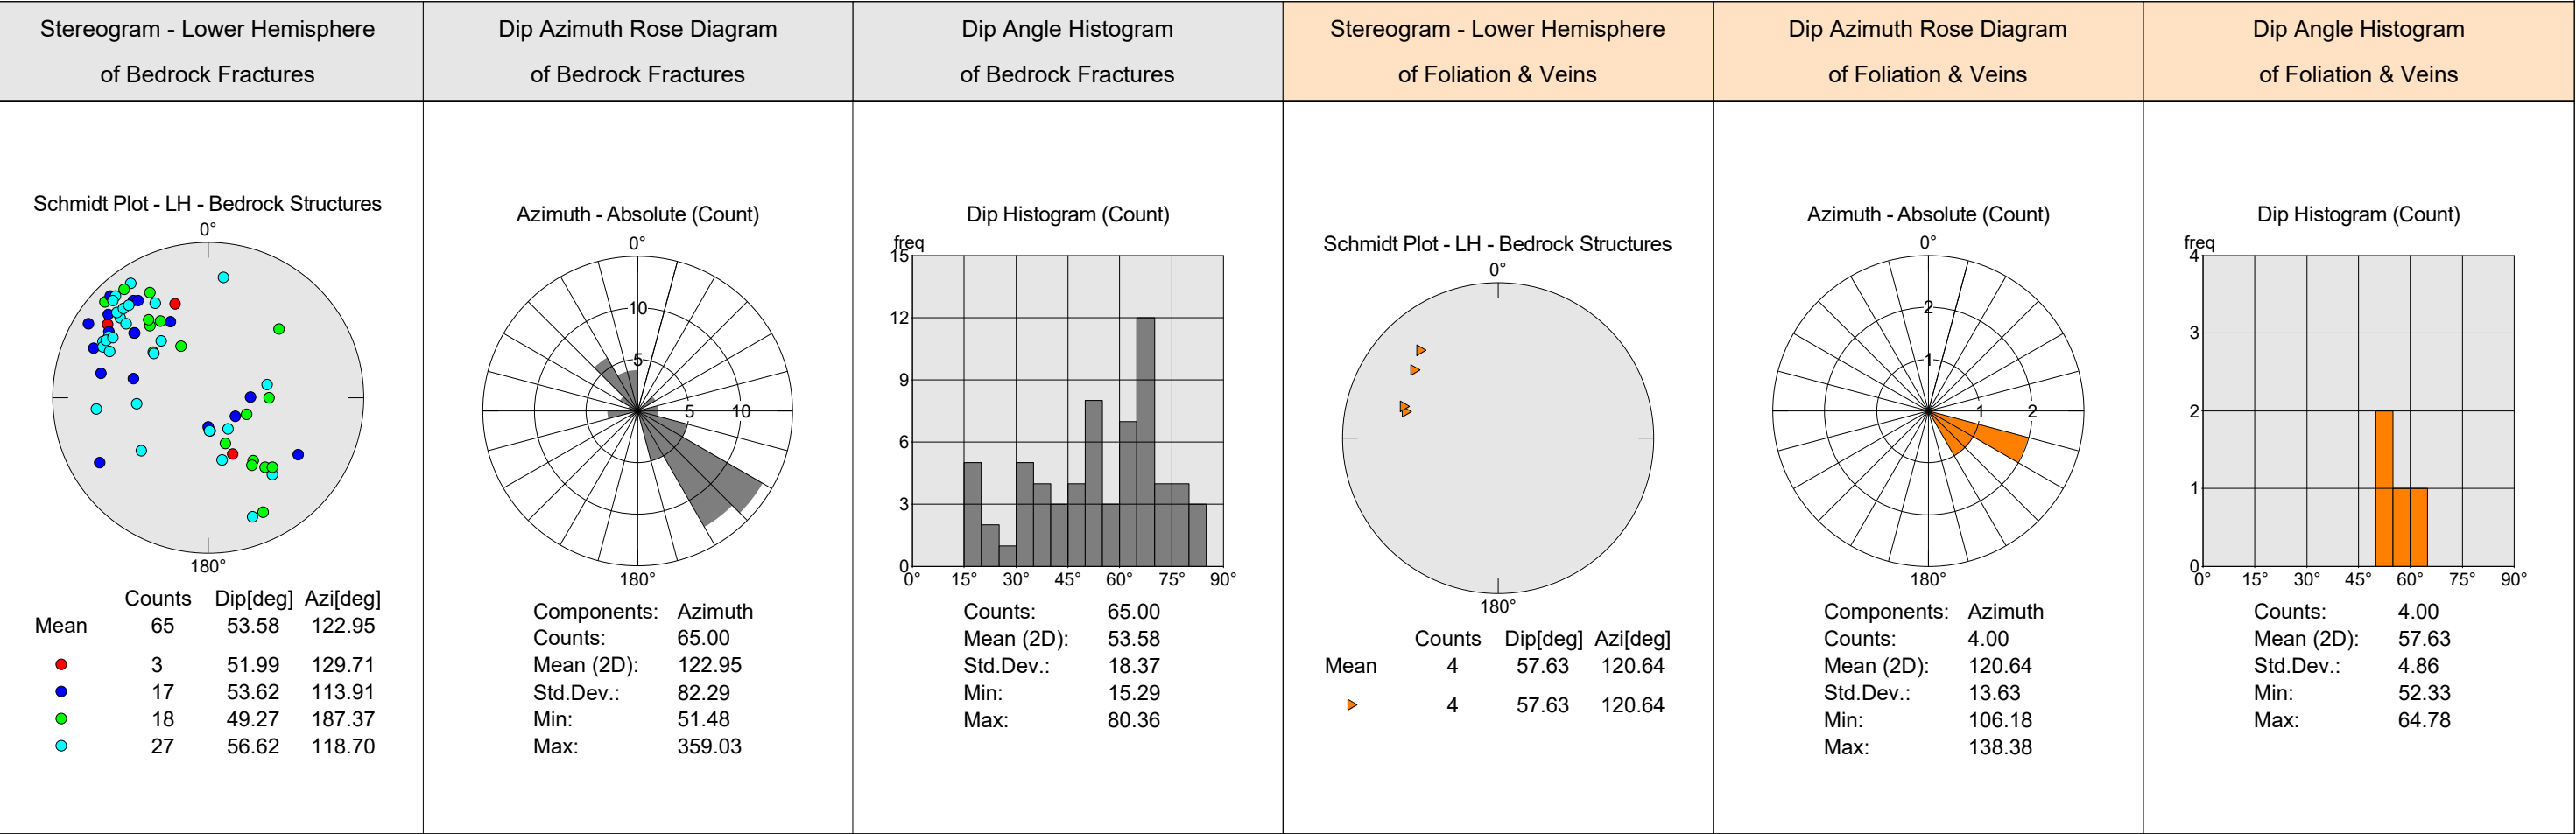 Stereogram - Lower Hemisphere
of Bedrock Fractures
Dip Azimuth Rose Diagram
of Bedrock Fractures
Dip Angle Histogram
of Bedrock Fractures
Stereogram - Lower Hemisphere
of Foliation & Veins
Dip Azimuth Rose Diagram
of Foliation & Veins
Dip Angle Histogram
of Foliation & Veins
Schmidt Plot - LH - Bedrock Structures
0°
180°
Counts Dip[deg] Azi[deg]
Mean 65 53.58 122.95
3 51.99 129.71
17 53.62 113.91
18 49.27 187.37
27 56.62 118.70
Azimuth - Absolute (Count)
0°
10
5
5 10
180°
Components: Azimuth
Counts: 65.00
Mean (2D): 122.95
Std.Dev.: 82.29
Min: 51.48
Max: 359.03
Dip Histogram (Count)
freq
15
12
9
6
3
0
0° 15° 30° 45° 60° 75° 90°
Counts: 65.00
Mean (2D): 53.58
Std.Dev.: 18.37
Min: 15.29
Max: 80.36
Schmidt Plot - LH - Bedrock Structures
0°
180°
Counts Dip[deg] Azi[deg]
Mean 4 57.63 120.64
4 57.63 120.64
Azimuth - Absolute (Count)
0°
2
1
1 2
180°
Components: Azimuth
Counts: 4.00
Mean (2D): 120.64
Std.Dev.: 13.63
Min: 106.18
Max: 138.38
Dip Histogram (Count)
freq
4
3
2
1
0
0° 15° 30° 45° 60° 75° 90°
Counts: 4.00
Mean (2D): 57.63
Std.Dev.: 4.86
Min: 52.33
Max: 64.78